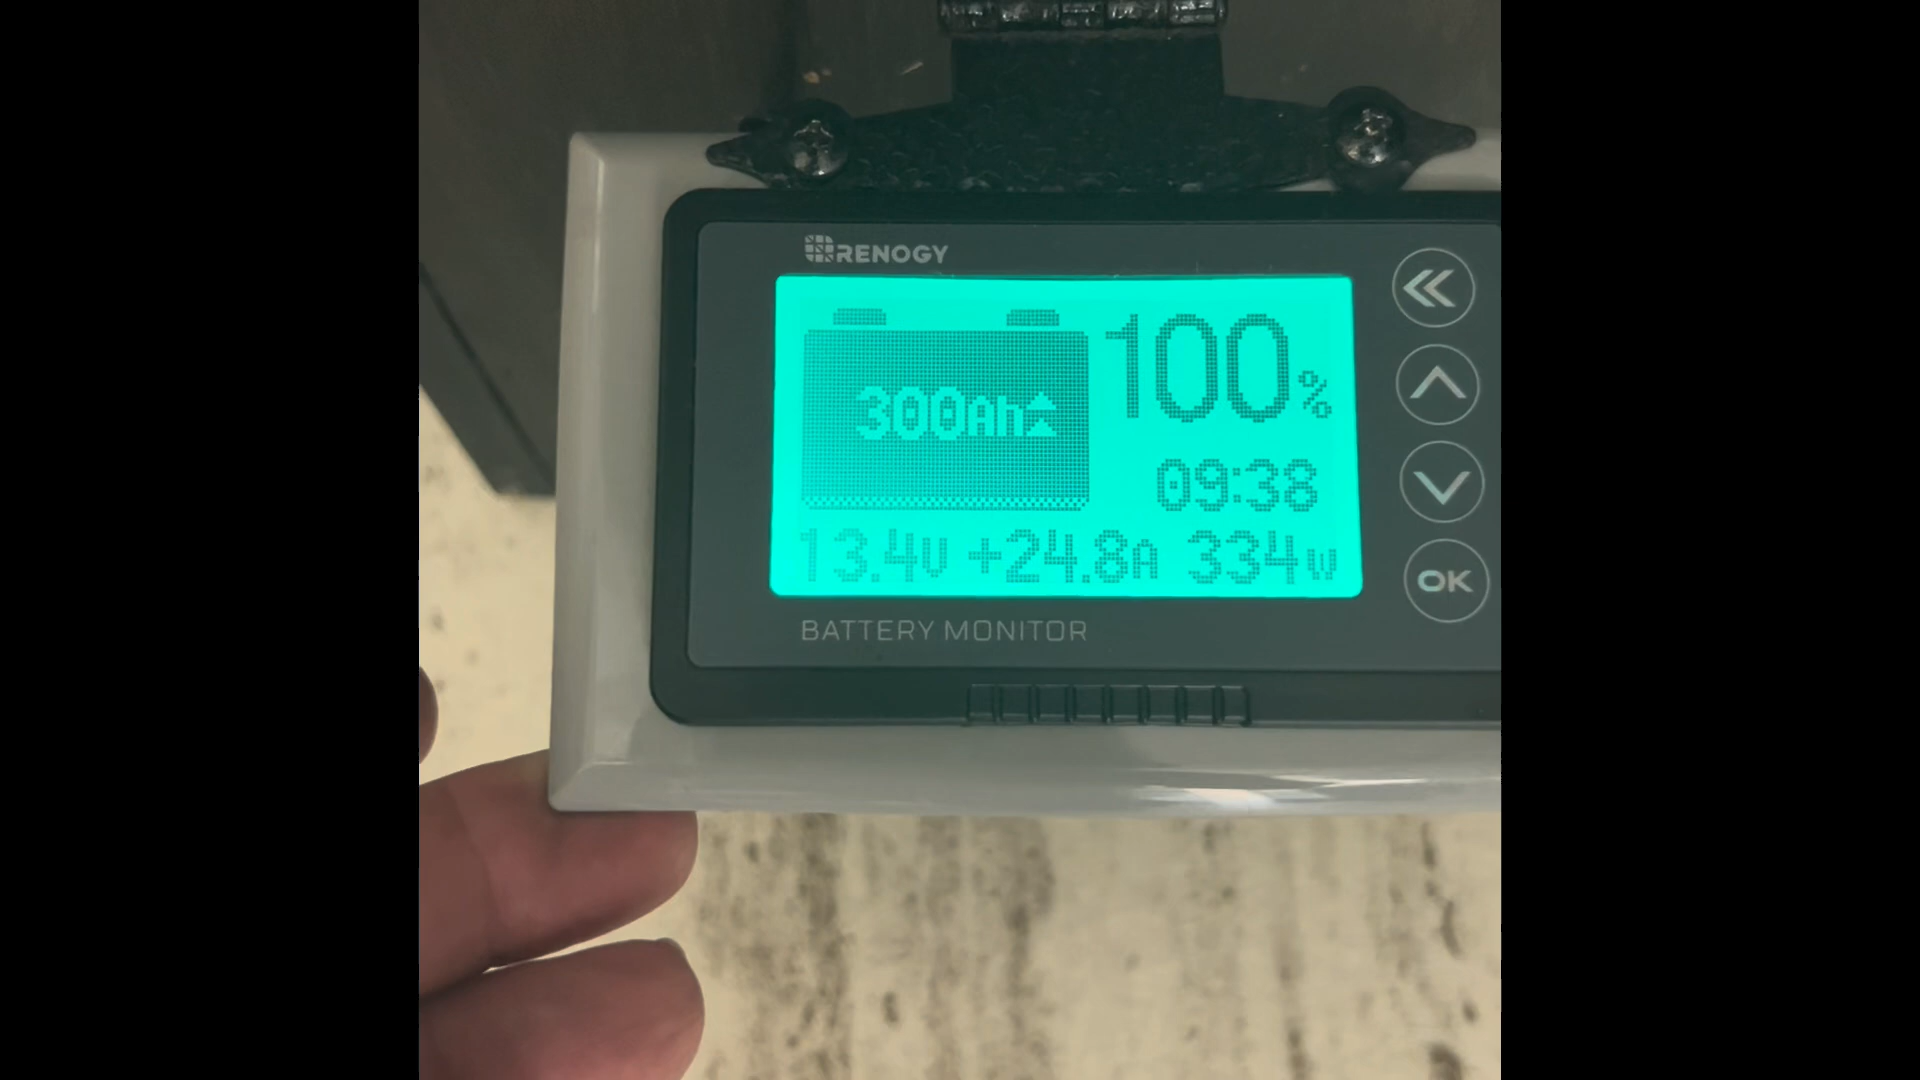 RENOGY
300Ah
100%
09:38
13.4V +24.8A 334W
OK
BATTERY MONITOR